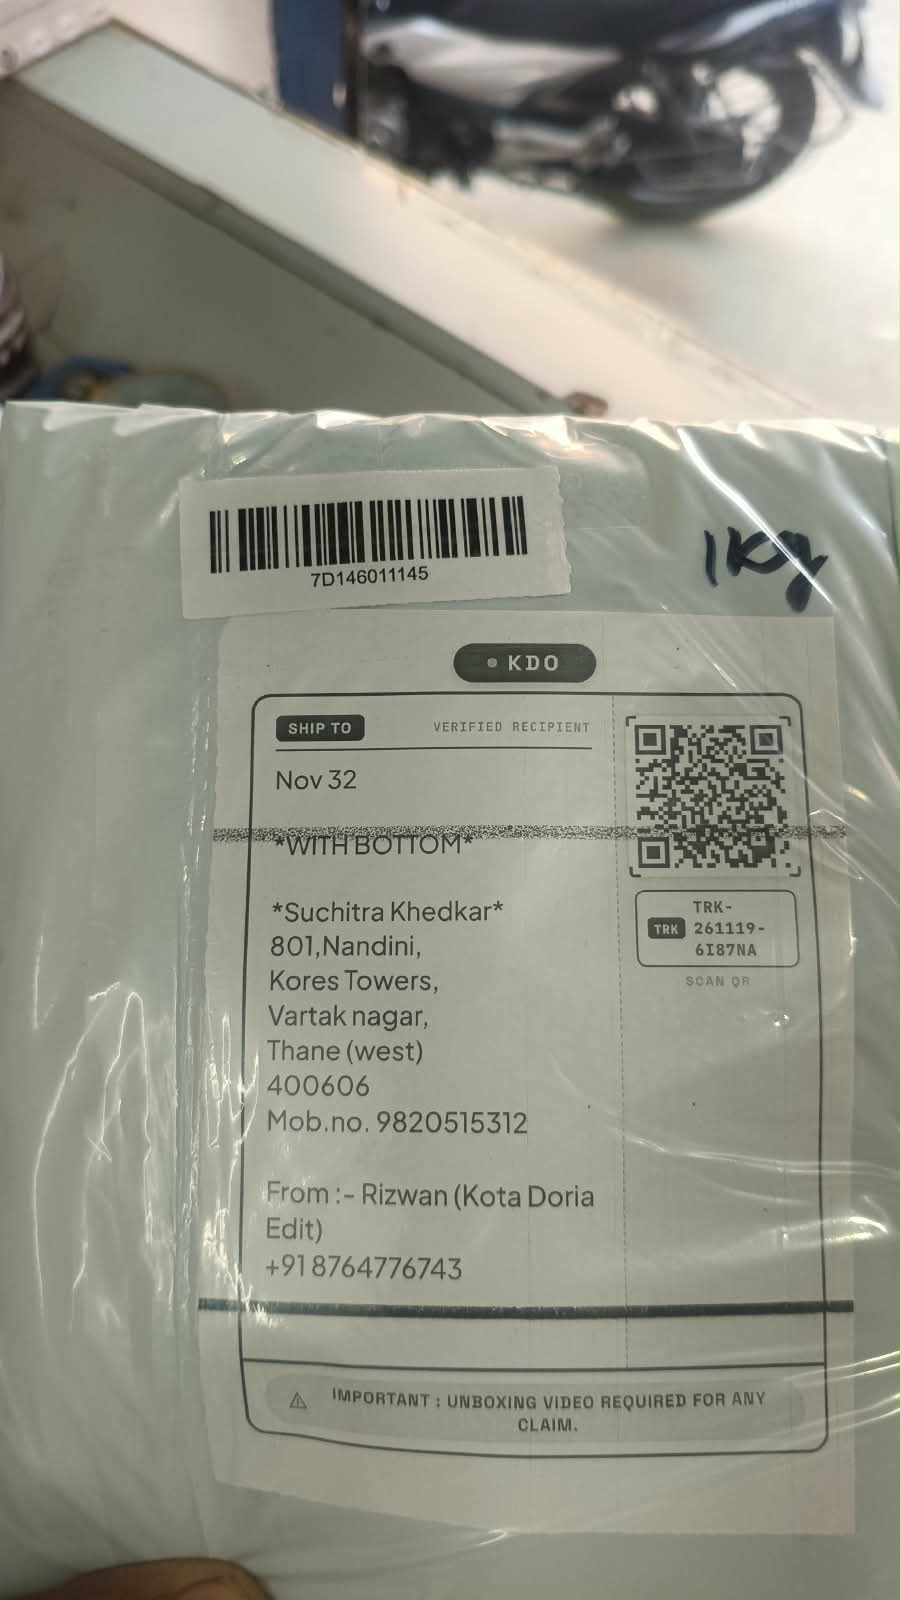 7D146011145
1Kg
KDO
SHIP TO
VERIFIED RECIPIENT
Nov 32
*WITH BOTTOM*
*Suchitra Khedkar*
801,Nandini,
Kores Towers,
Vartak nagar,
Thane (west)
400606
Mob.no. 9820515312
From :- Rizwan (Kota Doria
Edit)
+91 8764776743
TRK
TRK-
261119-
6I87NA
SCAN QR
IMPORTANT : UNBOXING VIDEO REQUIRED FOR ANY
CLAIM.